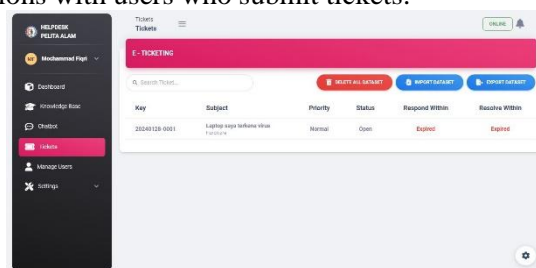 ions with users who submit tickets.
HELPDESK
PELITA ALAM
Mochammad Fiqri
Dashboard
Knowledge Base
Chatbot
Tickets
Manage Users
Settings
Tickets
Tickets
ONLINE
E - TICKETING
Search Ticket...
DELETE ALL DATASET
IMPORT DATASET
EXPORT DATASET
Key Subject Priority Status Respond Within Resolve Within
20240128-0001 Laptop saya terkena virus Normal Open Expired Expired
Hardware